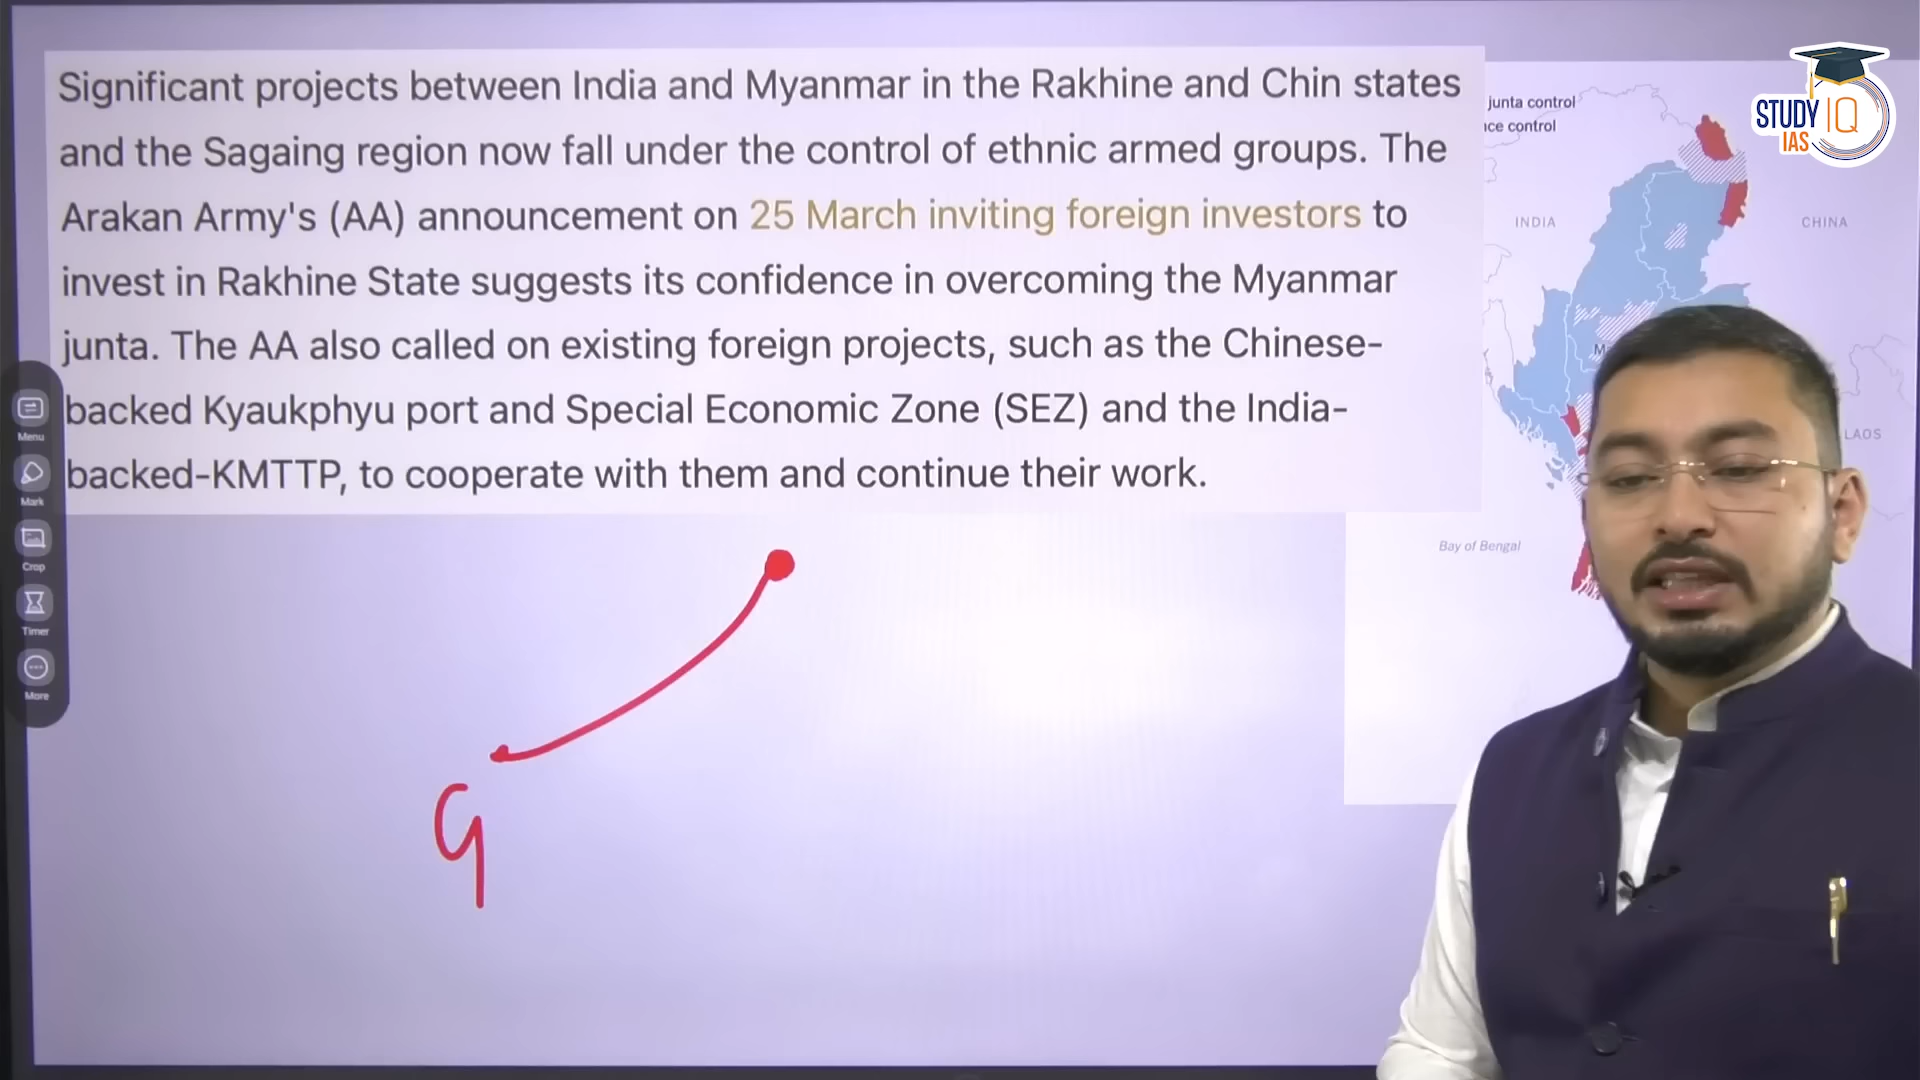 Significant projects between India and Myanmar in the Rakhine and Chin states
and the Sagaing region now fall under the control of ethnic armed groups. The
Arakan Army's (AA) announcement on 25 March inviting foreign investors to
invest in Rakhine State suggests its confidence in overcoming the Myanmar
junta. The AA also called on existing foreign projects, such as the Chinese-
backed Kyaukphyu port and Special Economic Zone (SEZ) and the India-
backed-KMTTP, to cooperate with them and continue their work.
junta control
control
STUDY IQ
IAS
INDIA
CHINA
LAOS
Bay of Bengal
Menu
Mark
Crop
Timer
More
G